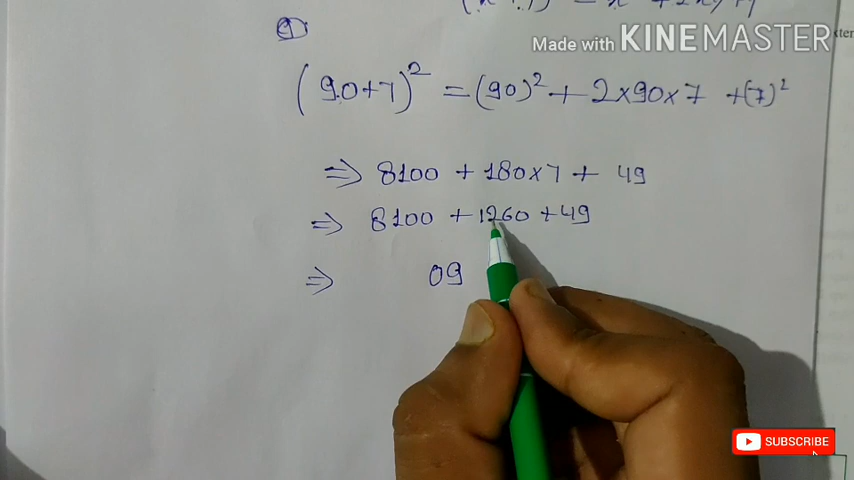 Made with KINEMASTER
(90+7)² = (90)² + 2×90×7 +(7)²
⇒ 8100 + 180×7 + 49
⇒ 8100 + 1260 + 49
⇒ 09
SUBSCRIBE